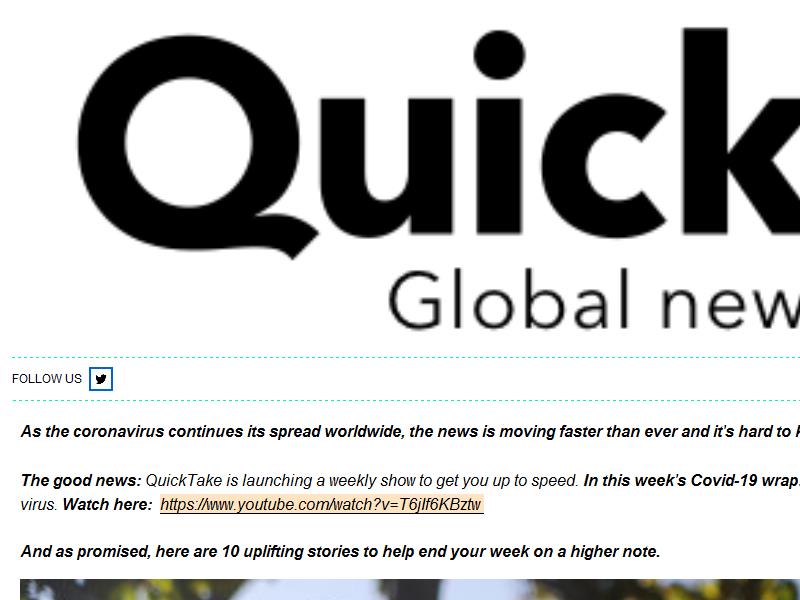 Quick
Global new
FOLLOW US
As the coronavirus continues its spread worldwide, the news is moving faster than ever and it's hard to
The good news: QuickTake is launching a weekly show to get you up to speed. In this week's Covid-19 wrap
virus. Watch here: https://www.youtube.com/watch?v=T6jIf6KBztw
And as promised, here are 10 uplifting stories to help end your week on a higher note.